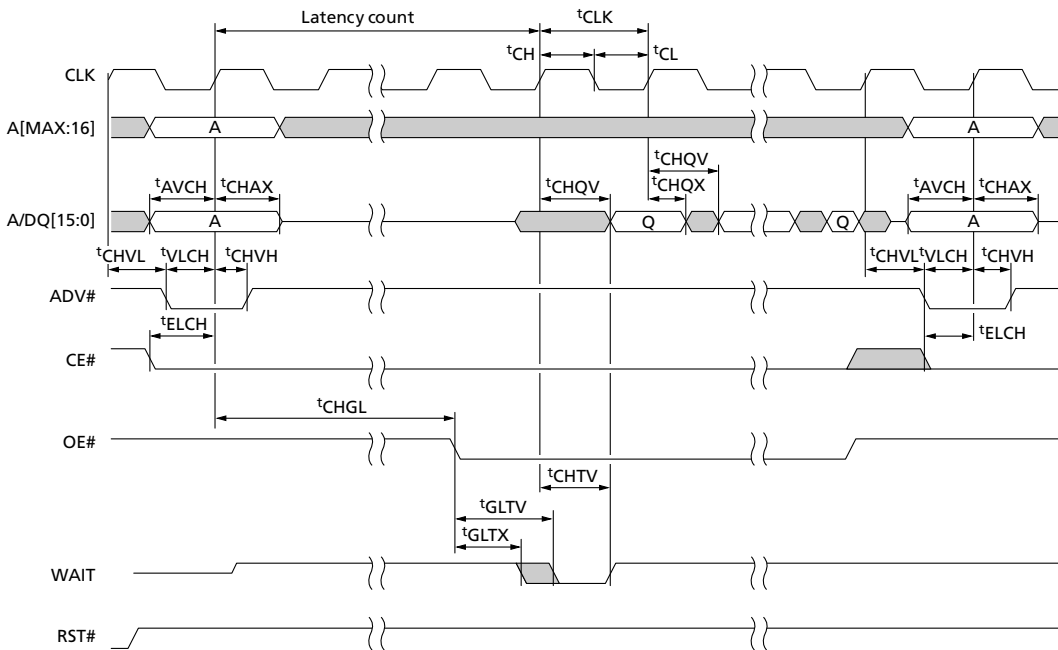 Latency count
tCLK
tCH
tCL
CLK
A[MAX:16]
A
A
tCHQV
tAVCH
tCHAX
tCHQV
tCHQX
tAVCH
tCHAX
A/DQ[15:0]
A
Q
Q
A
tCHVL
tVLCH
tCHVH
tCHVL
tVLCH
tCHVH
ADV#
tELCH
tELCH
CE#
tCHGL
OE#
tCHTV
tGLTV
tGLTX
WAIT
RST#